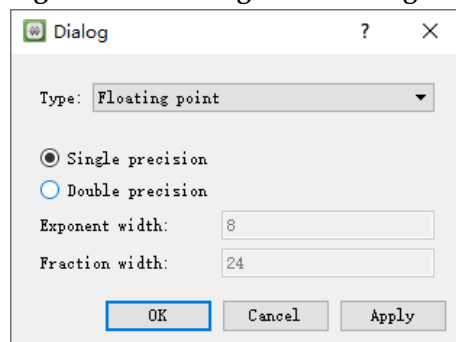 Dialog ? ×
Type: Floating point
Single precision
Double precision
Exponent width: 8
Fraction width: 24
OK Cancel Apply